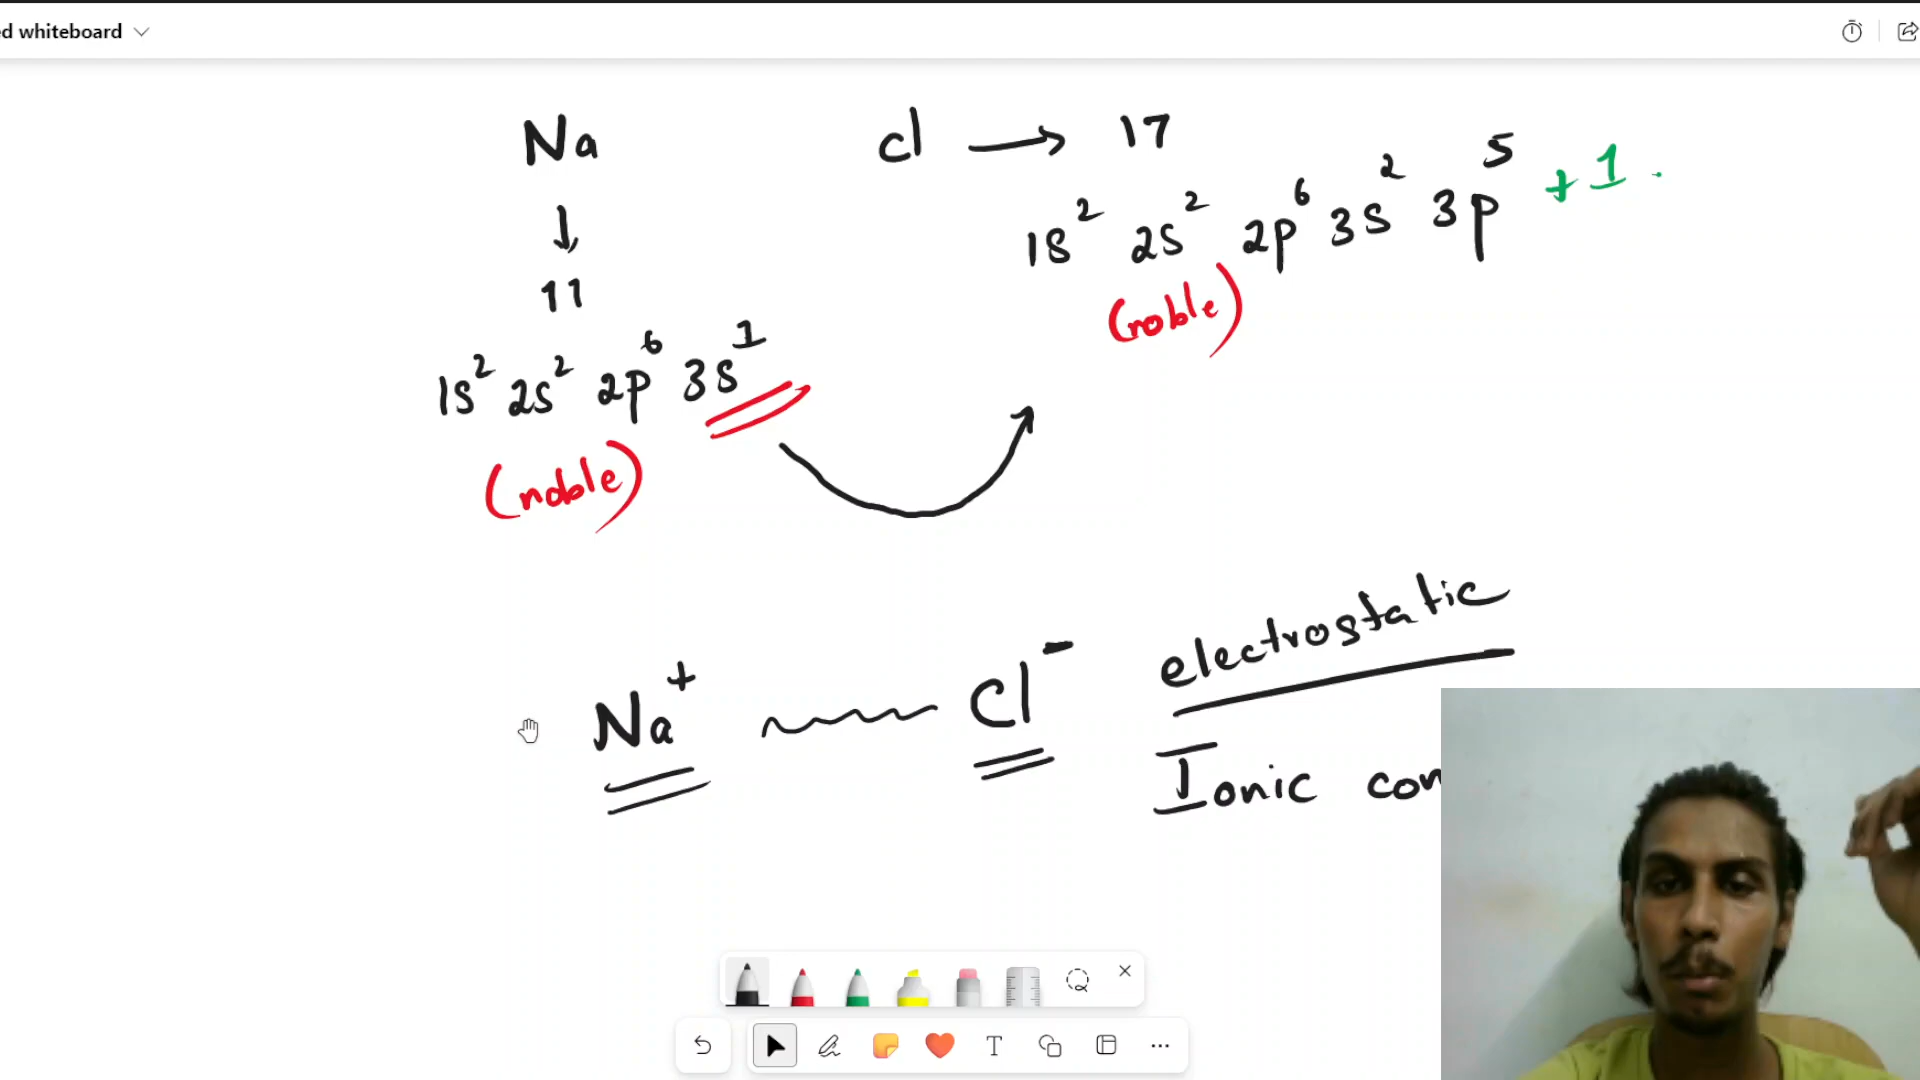 d whiteboard
Na cl → 17
↓ 1s² 2s² 2p⁶ 3s² 3p⁵ +1
11 (noble)
1s² 2s² 2p⁶ 3s¹
(noble)
Na⁺ Cl⁻ electrostatic
Ionic con